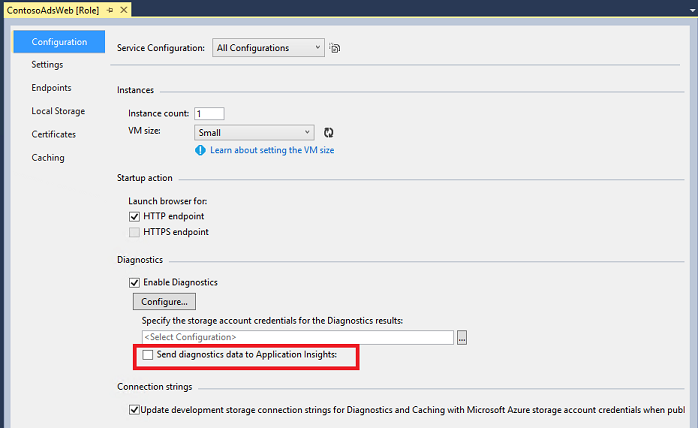 ContosoAdsWeb [Role]
Configuration
Settings
Endpoints
Local Storage
Certificates
Caching
Service Configuration: All Configurations
Instances
Instance count: 1
VM size: Small
Learn about setting the VM size
Startup action
Launch browser for:
HTTP endpoint
HTTPS endpoint
Diagnostics
Enable Diagnostics
Configure...
Specify the storage account credentials for the Diagnostics results:
<Select Configuration> ...
Send diagnostics data to Application Insights:
Connection strings
Update development storage connection strings for Diagnostics and Caching with Microsoft Azure storage account credentials when publ